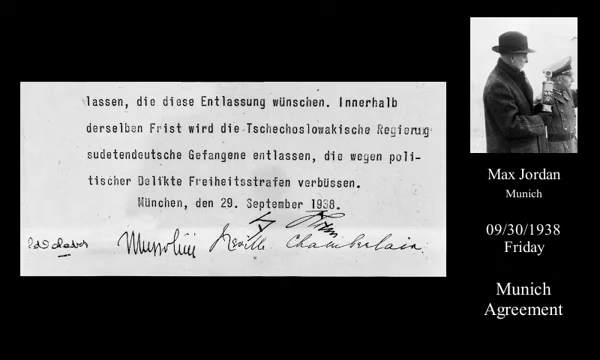 lassen, die diese Entlassung wünschen. Innerhalb
derselben Frist wird die Tschechoslowakische Regierung
sudetendeutsche Gefangene entlassen, die wegen poli-
tischer Delikte Freiheitsstrafen verbüssen.
München, den 29. September 1938.
Mussolini Neville Chamberlain.
Max Jordan
Munich
09/30/1938
Friday
Munich
Agreement